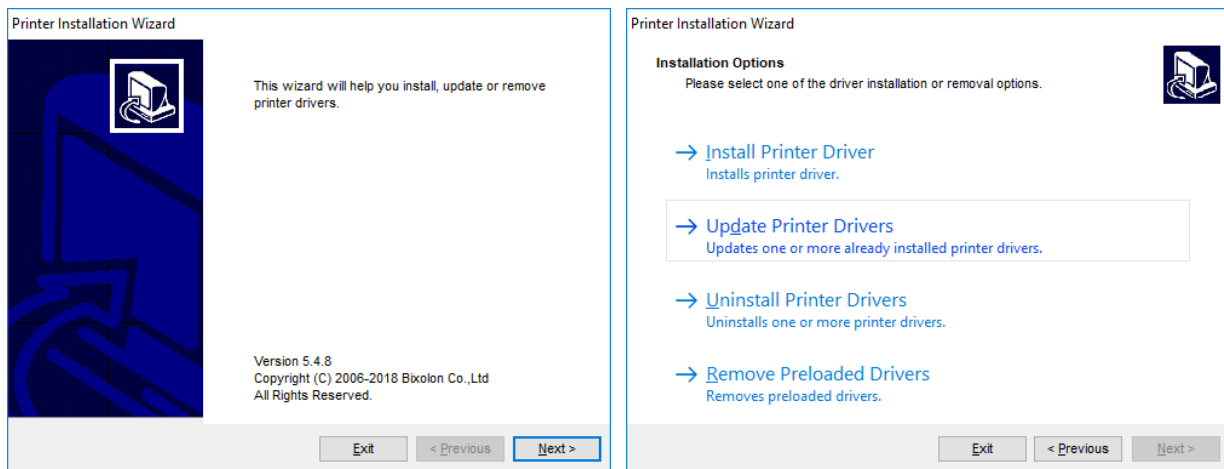 Printer Installation Wizard
This wizard will help you install, update or remove
printer drivers.
Version 5.4.8
Copyright (C) 2006-2018 Bixolon Co.,Ltd
All Rights Reserved.
Exit
< Previous
Next >
Printer Installation Wizard
Installation Options
Please select one of the driver installation or removal options.
Install Printer Driver
Installs printer driver.
Update Printer Drivers
Updates one or more already installed printer drivers.
Uninstall Printer Drivers
Uninstalls one or more printer drivers.
Remove Preloaded Drivers
Removes preloaded drivers.
Exit
< Previous
Next >